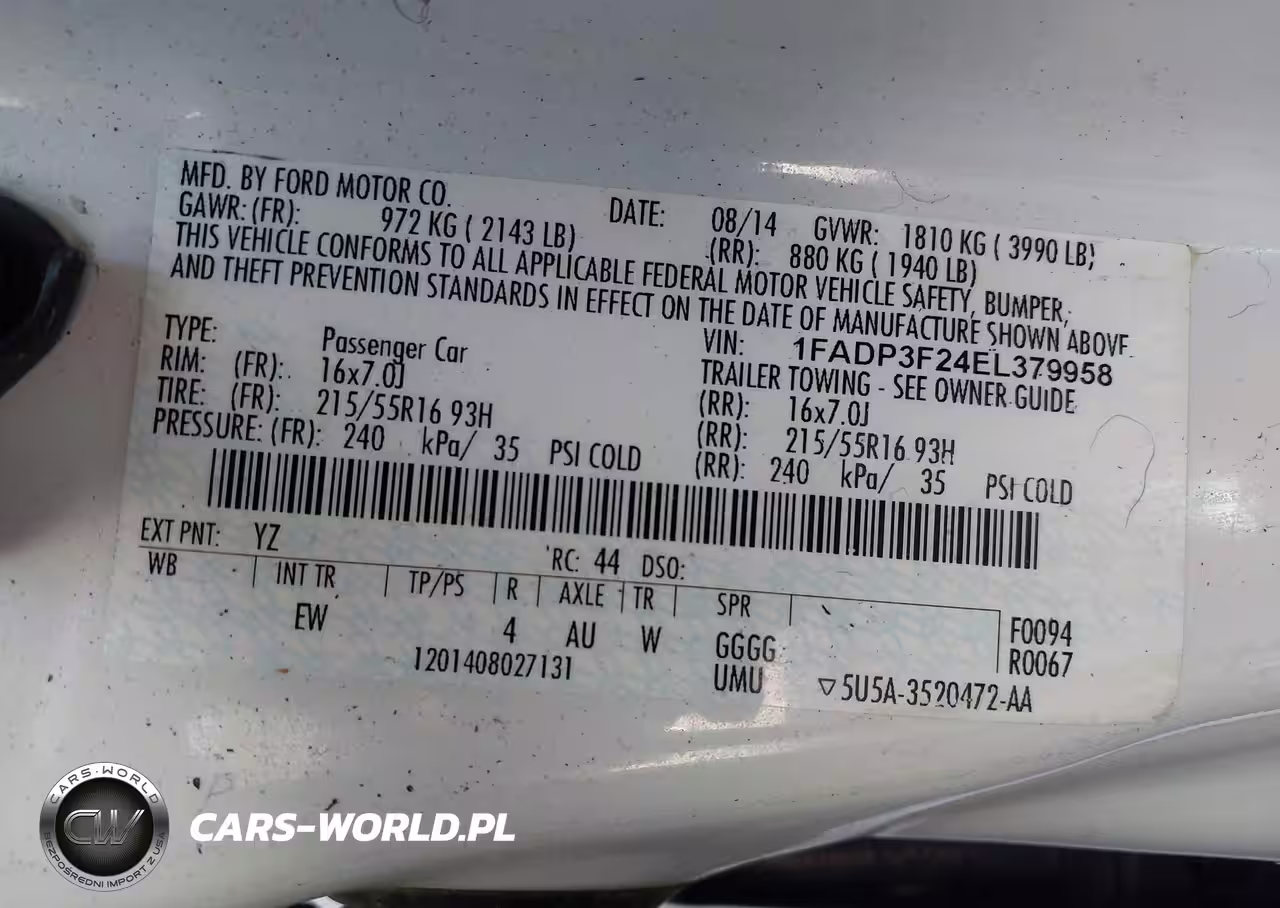 MFD. BY FORD MOTOR CO. DATE: 08/14 GVWR: 1810 KG ( 3990 LB)
GAWR: (FR): 972 KG ( 2143 LB) (RR): 880 KG ( 1940 LB)
THIS VEHICLE CONFORMS TO ALL APPLICABLE FEDERAL MOTOR VEHICLE SAFETY, BUMPER,
AND THEFT PREVENTION STANDARDS IN EFFECT ON THE DATE OF MANUFACTURE SHOWN ABOVE.
VIN: 1FADP3F24EL379958
TYPE: Passenger Car TRAILER TOWING - SEE OWNER GUIDE
RIM: (FR): 16x7.0J (RR): 16x7.0J
TIRE: (FR): 215/55R16 93H (RR): 215/55R16 93H
PRESSURE: (FR): 240 kPa/ 35 PSI COLD (RR): 240 kPa/ 35 PSI COLD
EXT PNT: YZ RC: 44 DSO:
WB INT TR TP/PS R AXLE TR SPR F0094
EW 4 AU W GGGG R0067
1201408027131 UMU ▽5U5A-3520472-AA
CARS-WORLD
CW
BEZPOŚREDNI IMPORT Z USA
CARS-WORLD.PL